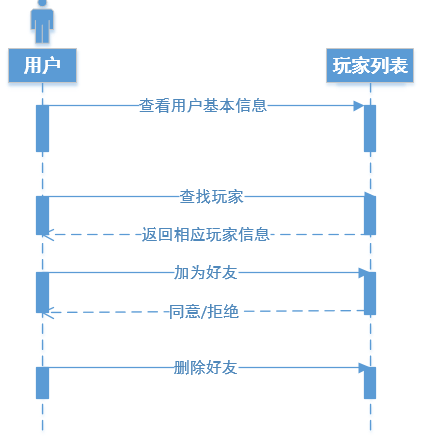 用户
玩家列表
查看用户基本信息
查找玩家
返回相应玩家信息
加为好友
同意/拒绝
删除好友